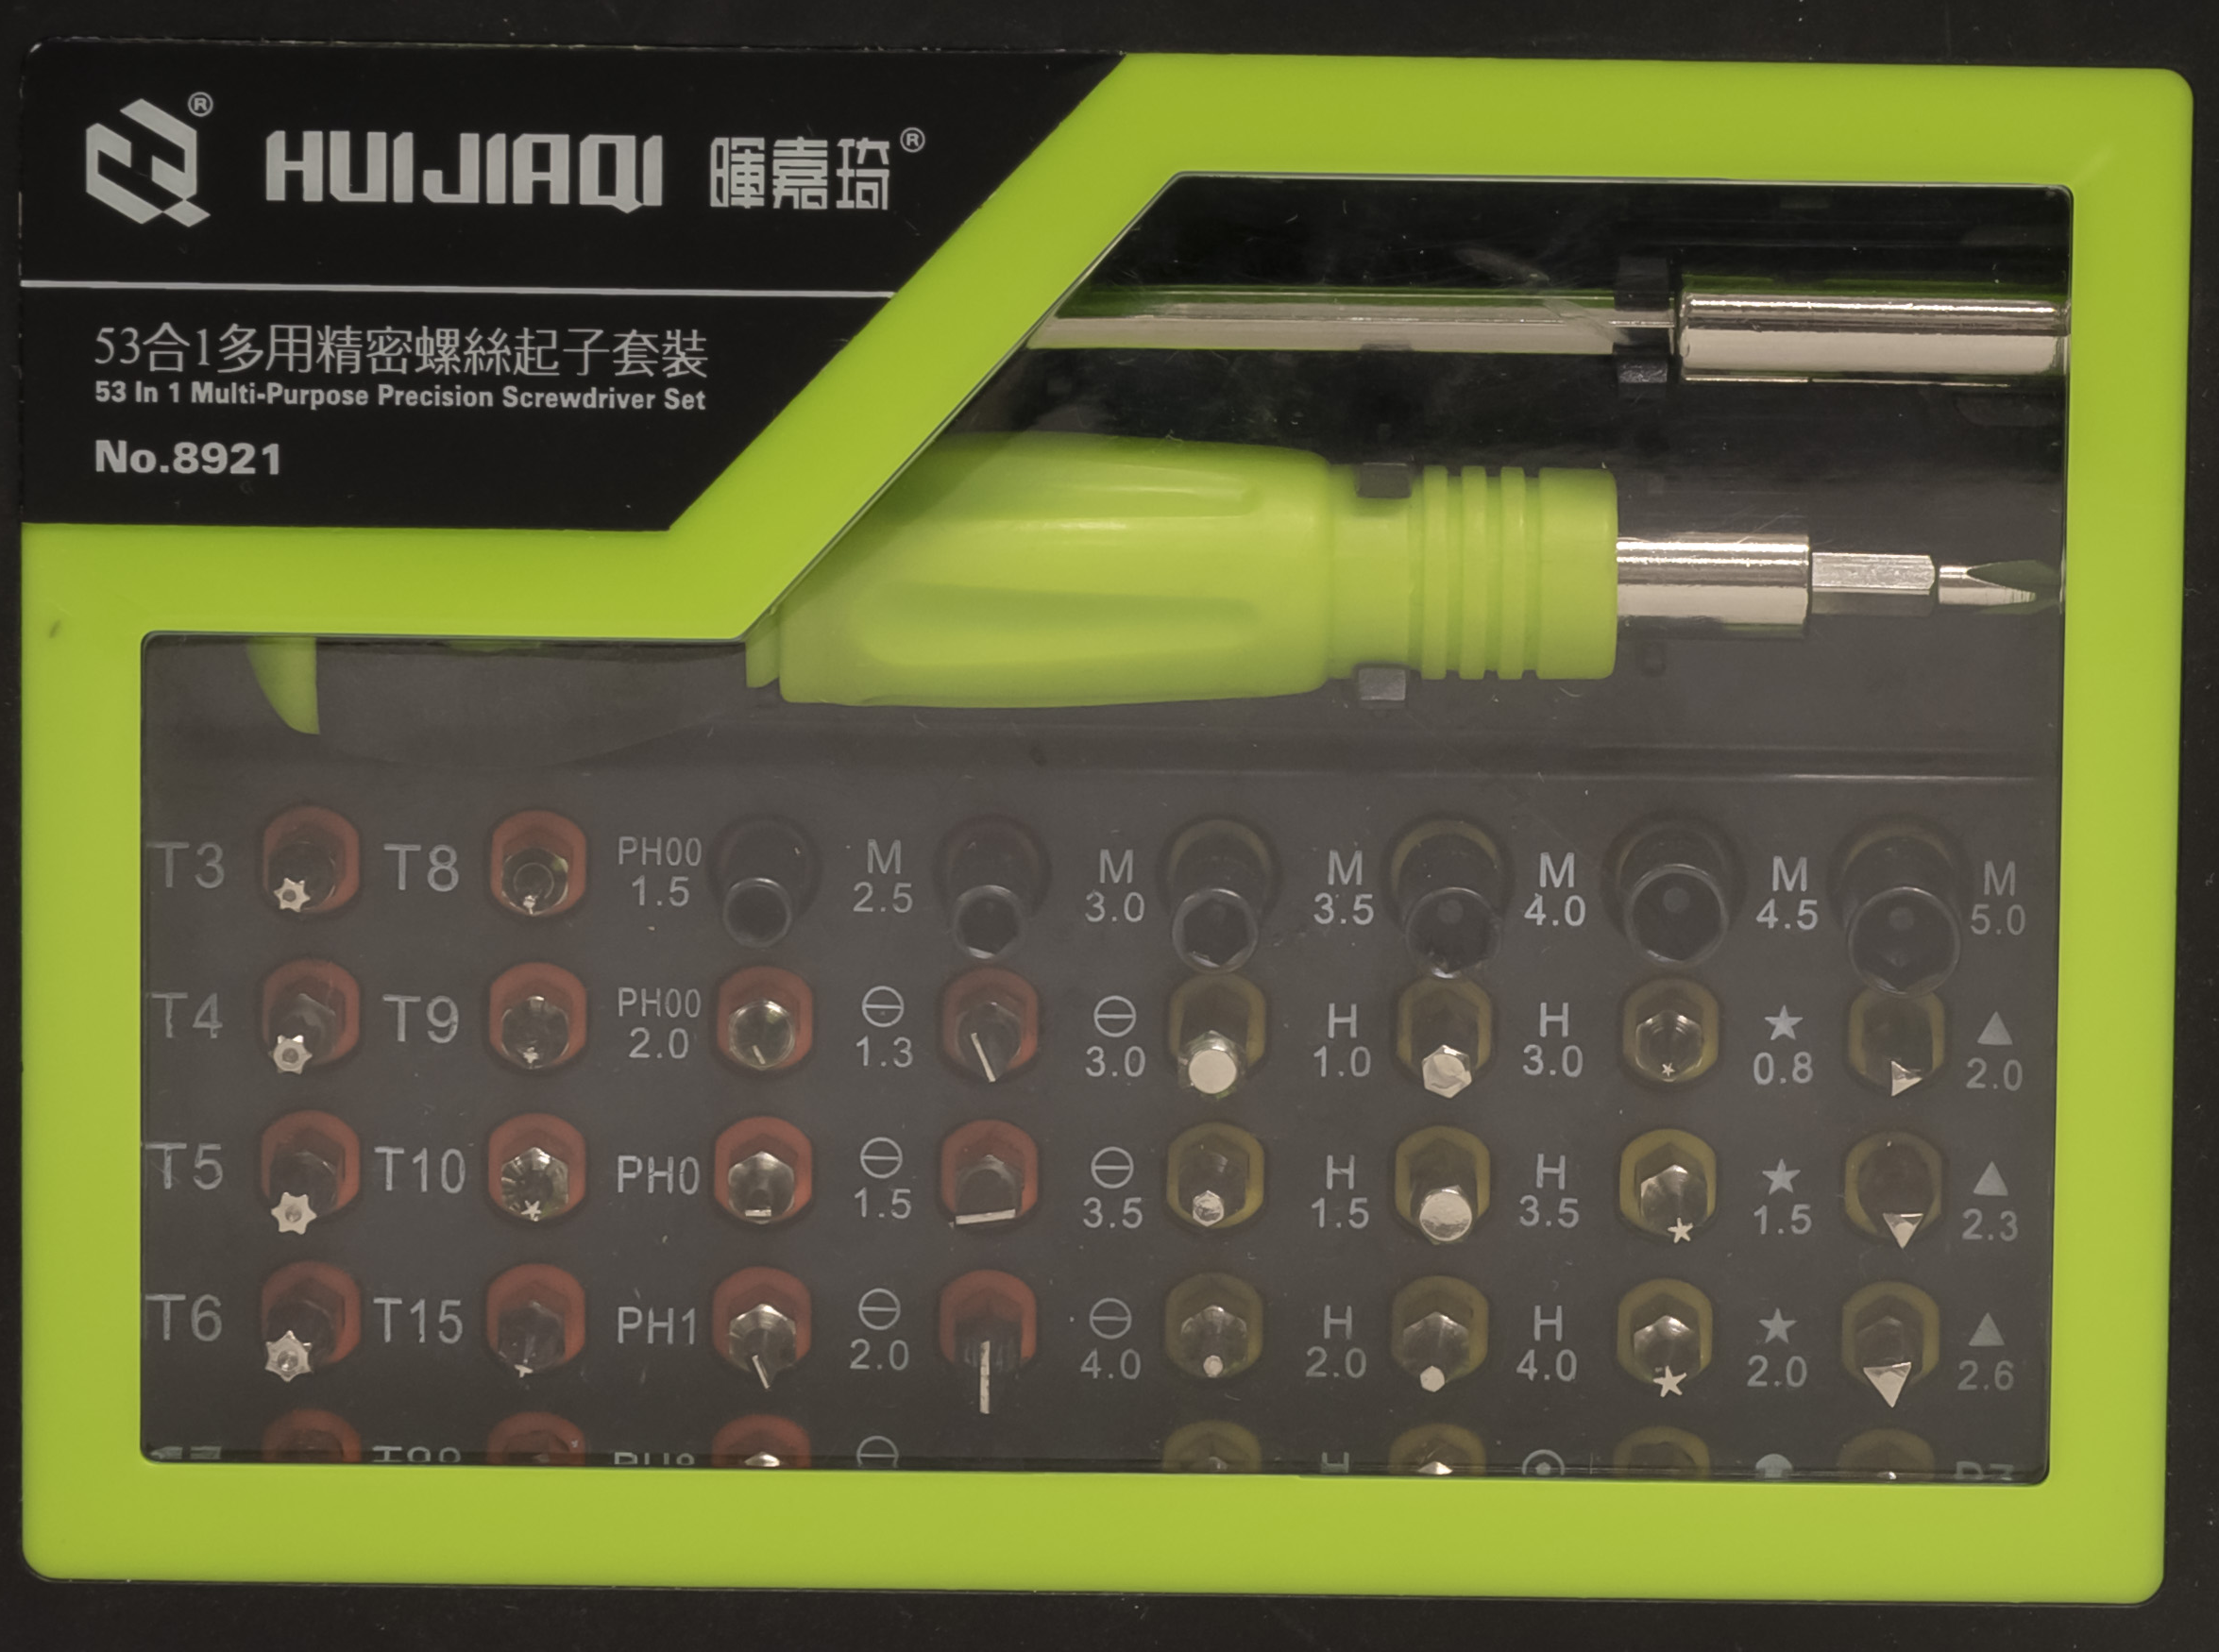 ® HUIJIAQI 暉嘉琦®
53合1多用精密螺絲起子套裝
53 In 1 Multi-Purpose Precision Screwdriver Set
No.8921
T3 T8 PH00 1.5 M 2.5 M 3.0 M 3.5 M 4.0 M 4.5 M 5.0
T4 T9 PH00 2.0 ⊖ 1.3 ⊖ 3.0 H 1.0 H 3.0 ★ 0.8 ▲ 2.0
T5 T10 PH0 ⊖ 1.5 ⊖ 3.5 H 1.5 H 3.5 ★ 1.5 ▲ 2.3
T6 T15 PH1 ⊖ 2.0 ⊖ 4.0 H 2.0 H 4.0 ★ 2.0 ▲ 2.6